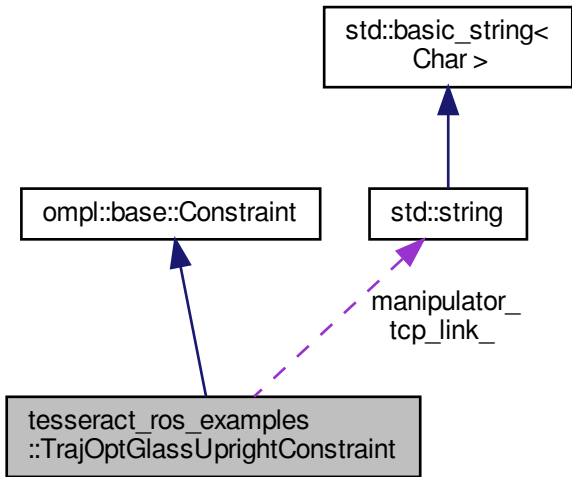 std::basic_string<
Char >
ompl::base::Constraint
std::string
manipulator_
tcp_link_
tesseract_ros_examples
::TrajOptGlassUprightConstraint